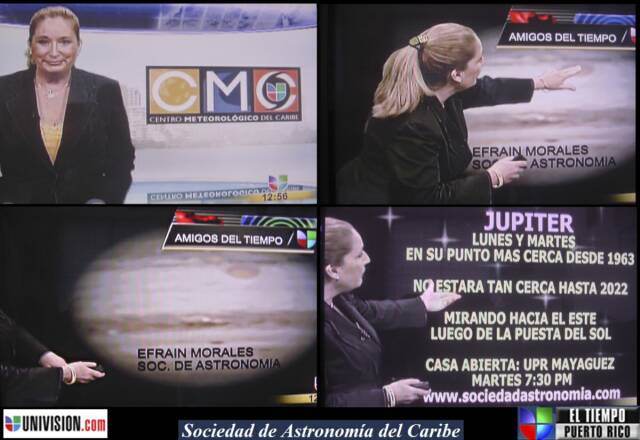 CMC
CENTRO METEOROLÓGICO DEL CARIBE
CENTRO METEOROLÓGICO DEL
12:56
AMIGOS DEL TIEMPO /
EFRAIN MORALES
SOC. DE ASTRONOMIA
AMIGOS DEL TIEMPO /
EFRAIN MORALES
SOC. DE ASTRONOMIA
JUPITER
LUNES Y MARTES
EN SU PUNTO MAS CERCA DESDE 1963
NO ESTARA TAN CERCA HASTA 2022
MIRANDO HACIA EL ESTE
LUEGO DE LA PUESTA DEL SOL
CASA ABIERTA: UPR MAYAGUEZ
MARTES 7:30 PM
www.sociedadastronomia.com
UNIVISION.com
Sociedad de Astronomía del Caribe
EL TIEMPO
PUERTO RICO